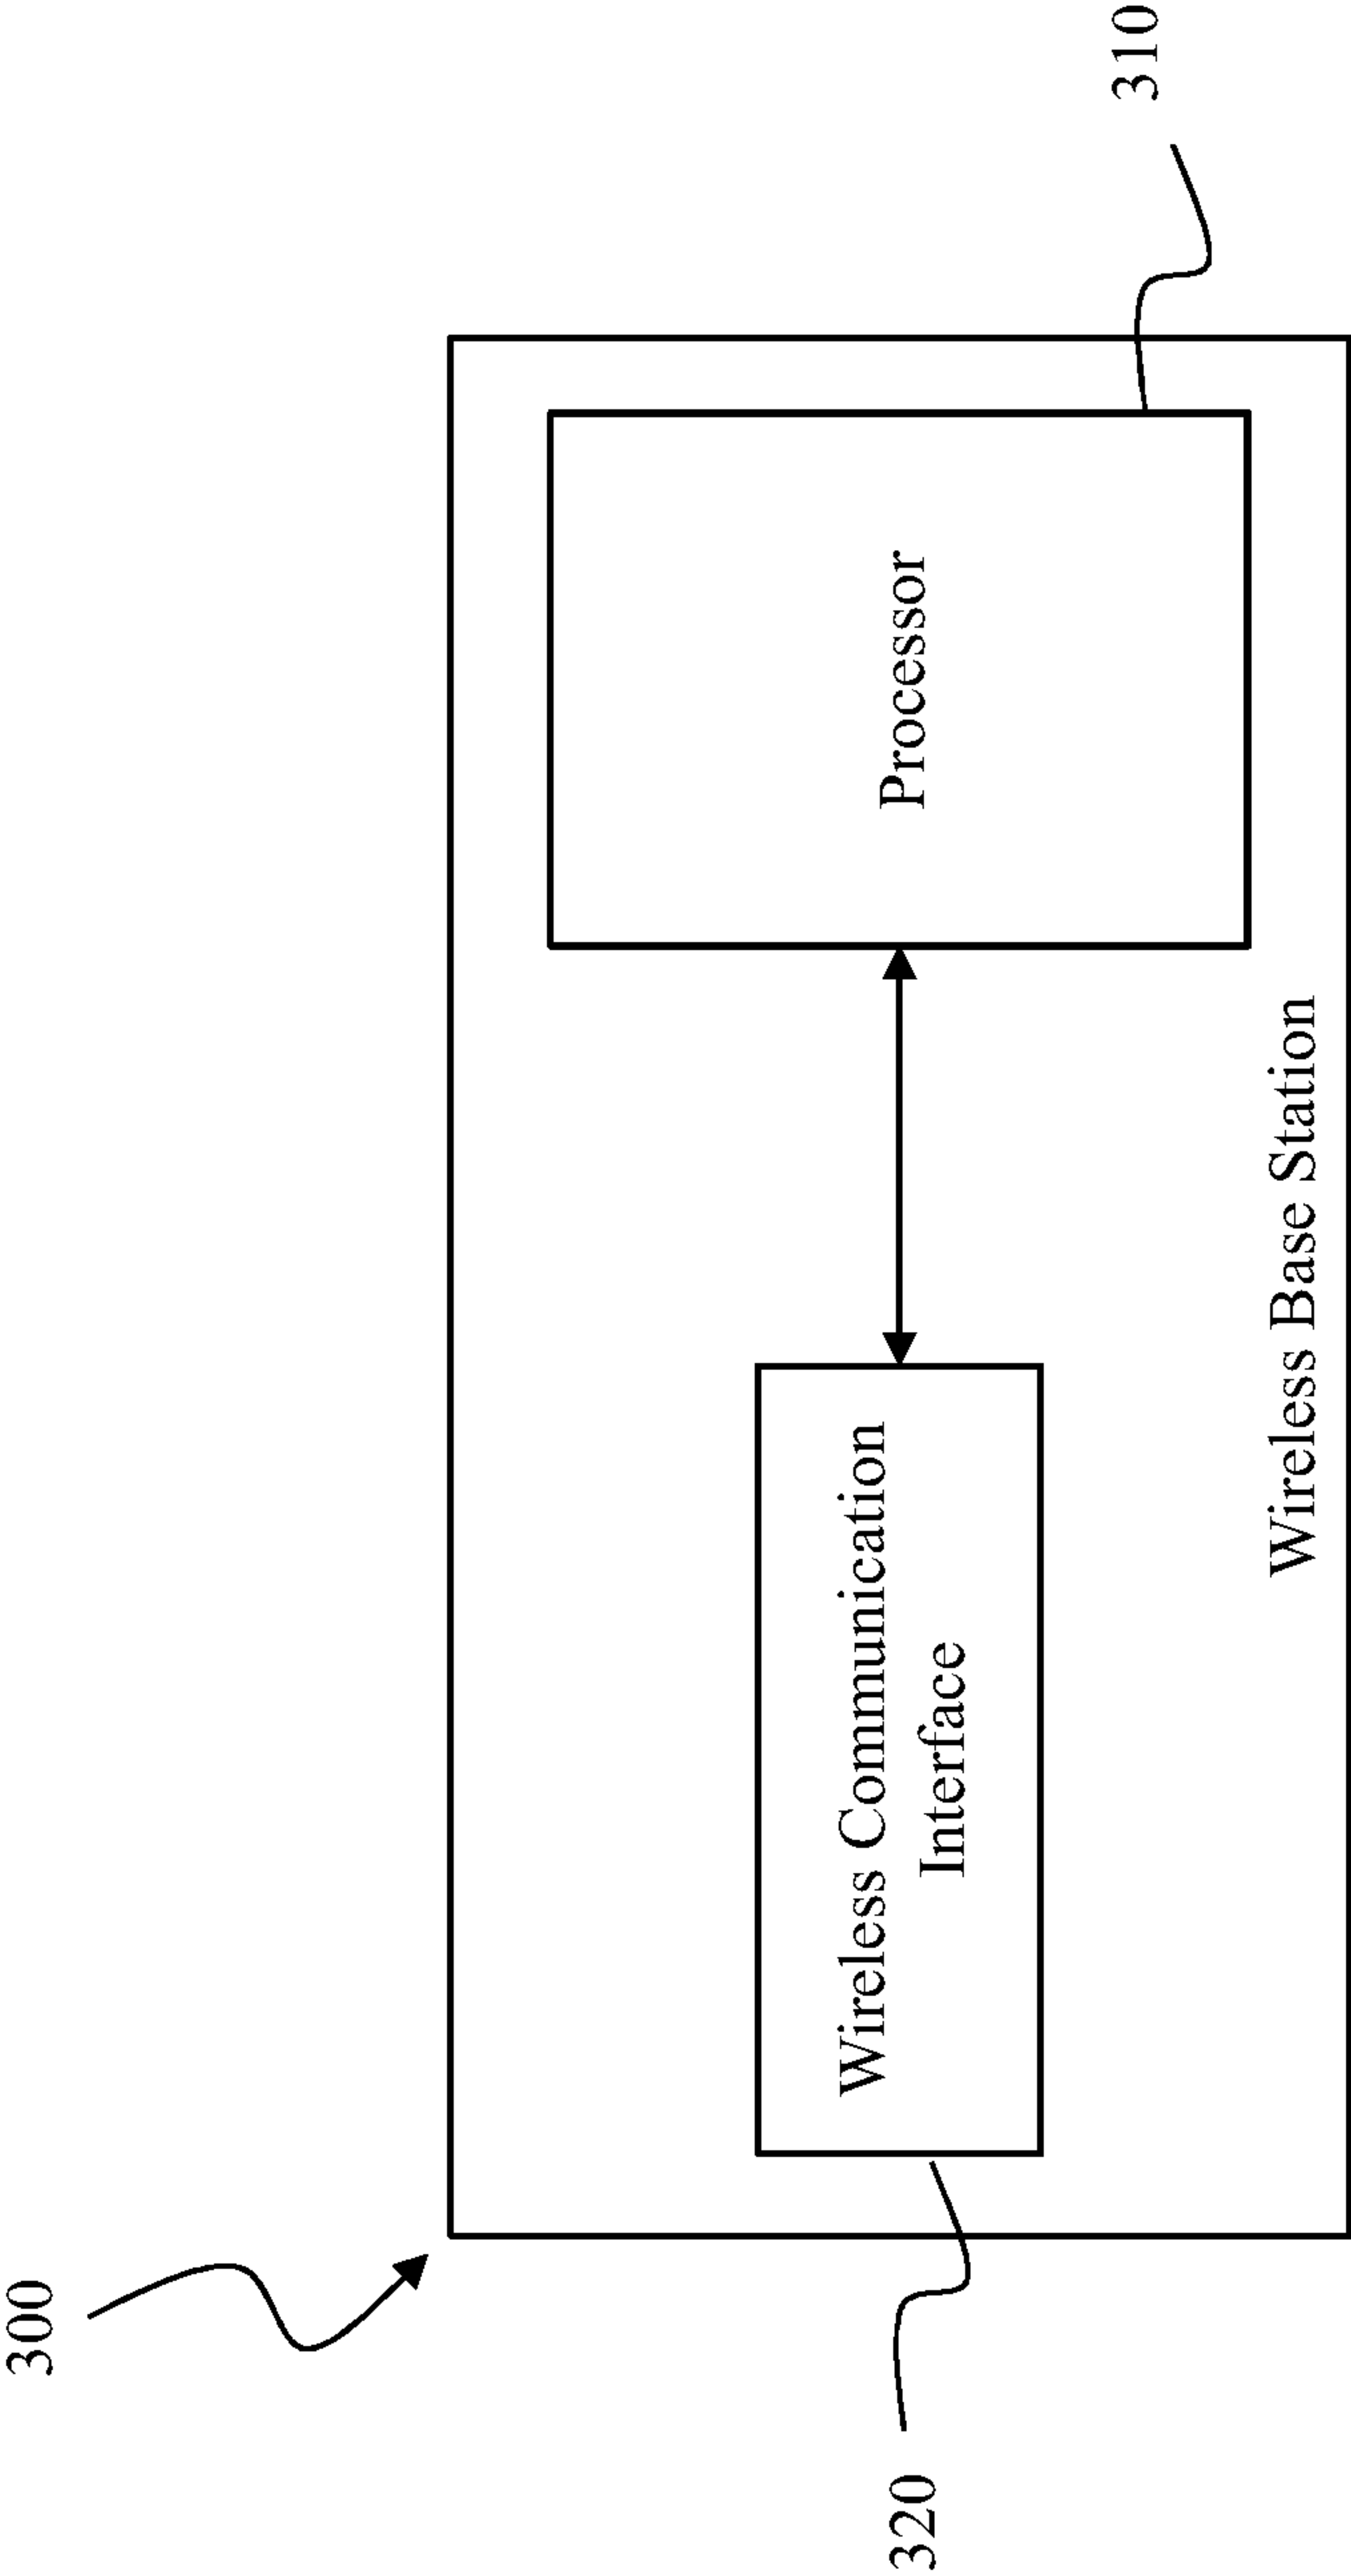 300
320
Wireless Communication
Interface
Processor
310
Wireless Base Station